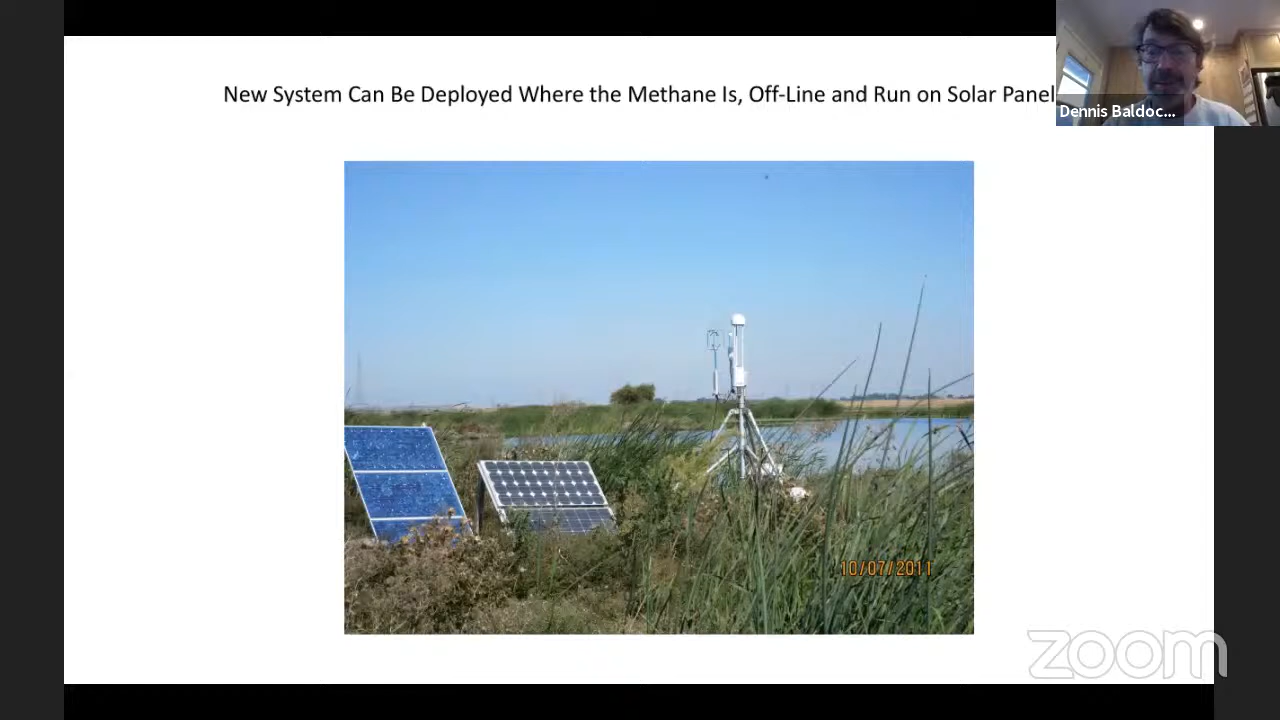 New System Can Be Deployed Where the Methane Is, Off-Line and Run on Solar Panel
Dennis Baldoc...
10/07/2011
zoom